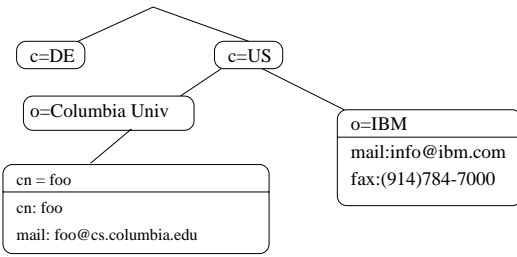 c=DE
c=US
o=Columbia Univ
o=IBM
mail:info@ibm.com
fax:(914)784-7000
cn = foo
cn: foo
mail: foo@cs.columbia.edu